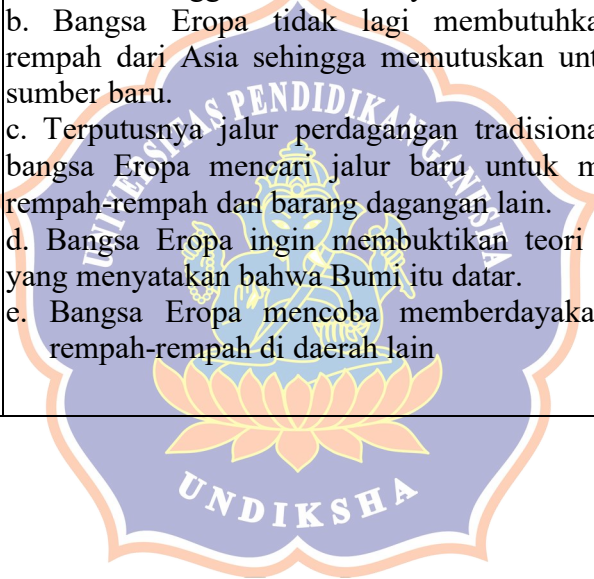 b. Bangsa Eropa tidak lagi membutuhka
rempah dari Asia sehingga memutuskan unt
sumber baru.
c. Terputusnya jalur perdagangan tradisiona
bangsa Eropa mencari jalur baru untuk m
rempah-rempah dan barang dagangan lain.
d. Bangsa Eropa ingin membuktikan teori
yang menyatakan bahwa Bumi itu datar.
e. Bangsa Eropa mencoba memberdayaka
rempah-rempah di daerah lain
UNIVERSITAS PENDIDIKAN GANESHA
UNDIKSHA